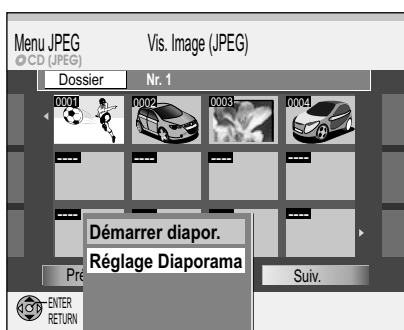 Menu JPEG Vis. Image (JPEG)
CD (JPEG)
Dossier Nr. 1
0001 0002 0003 0004
---- ---- ---- ----
---- ---- ----
Démarrer diapor.
Réglage Diaporama
Pré Suiv.
ENTER
RETURN